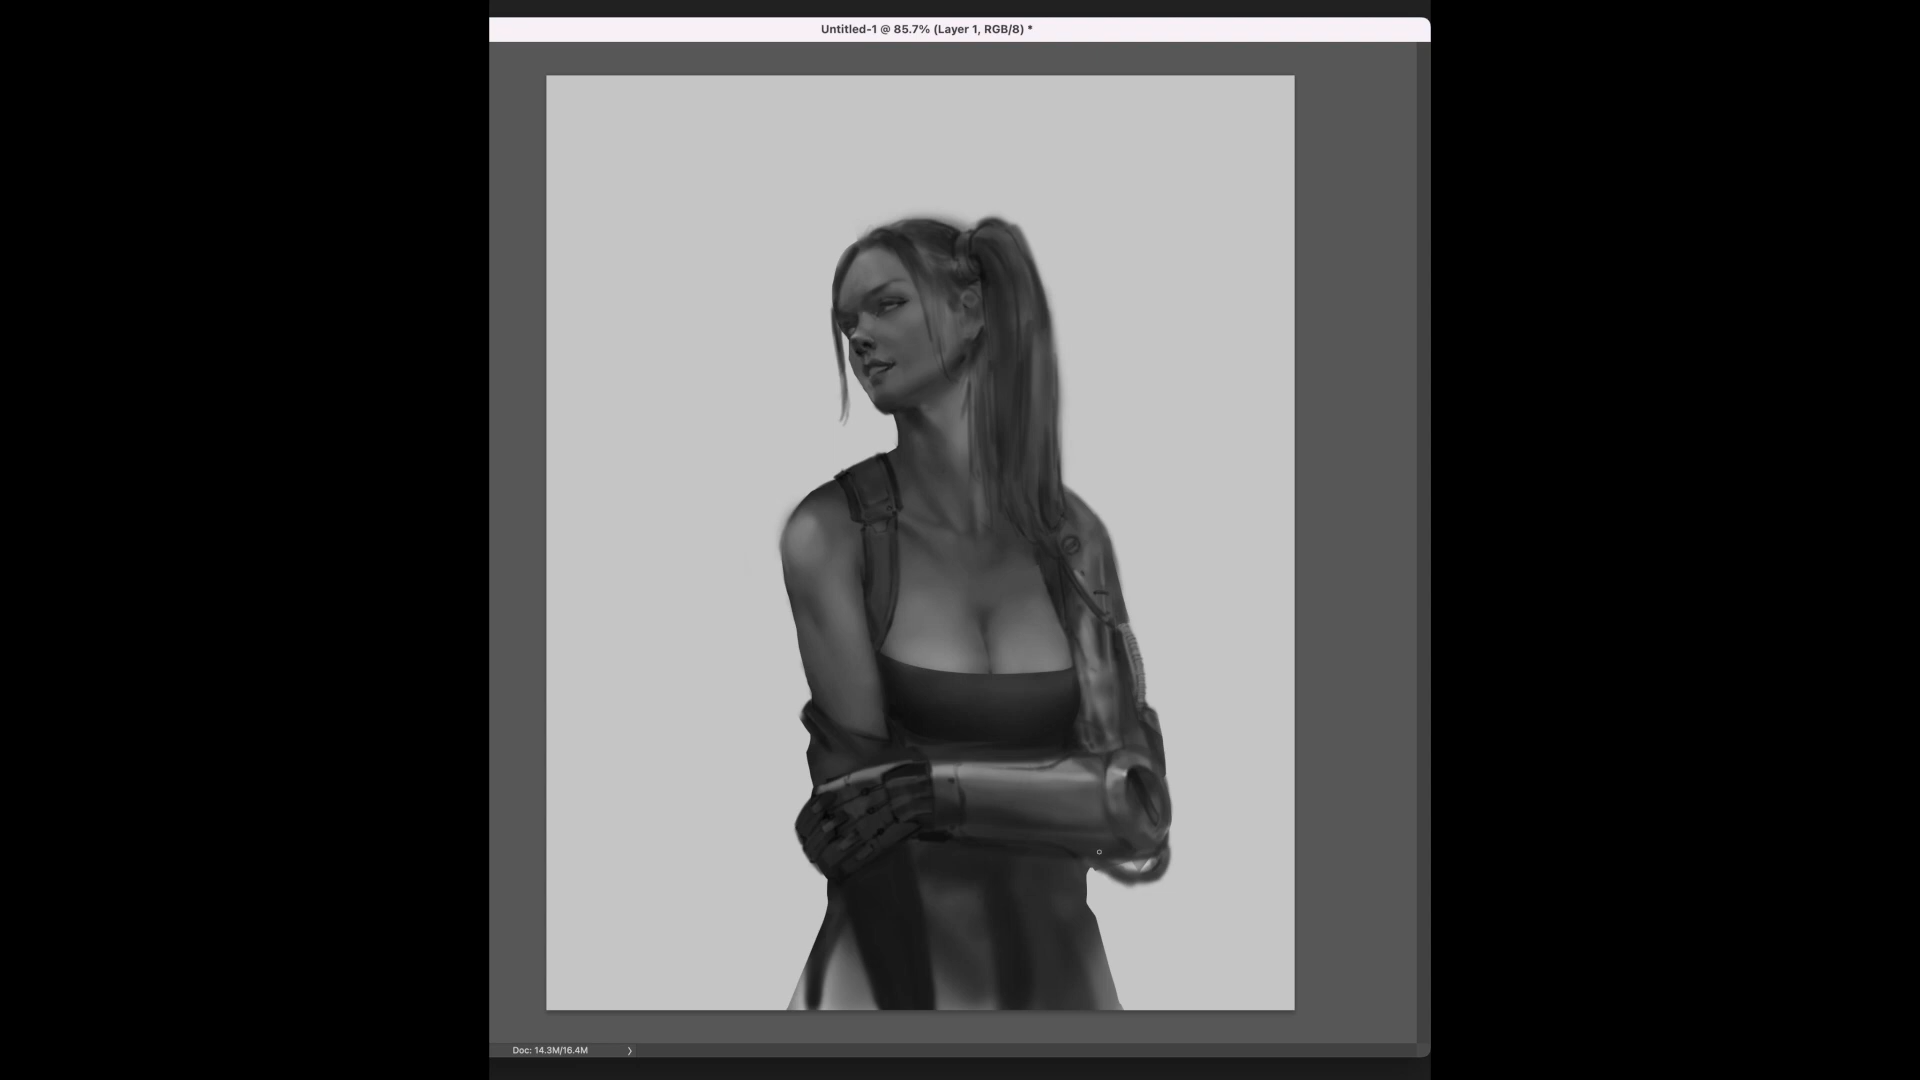 Untitled-1 @ 85.7% (Layer 1, RGB/8) *
Doc: 14.3M/16.4M